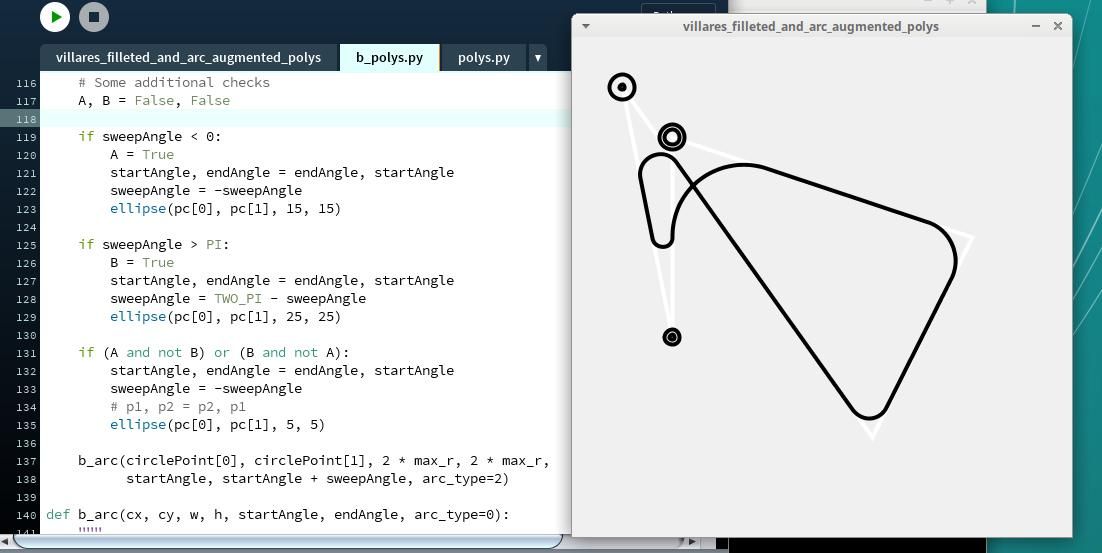 villares_filleted_and_arc_augmented_polys
b_polys.py
polys.py
villares_filleted_and_arc_augmented_polys
116     # Some additional checks
117     A, B = False, False
118
119     if sweepAngle < 0:
120         A = True
121         startAngle, endAngle = endAngle, startAngle
122         sweepAngle = -sweepAngle
123         ellipse(pc[0], pc[1], 15, 15)
124
125     if sweepAngle > PI:
126         B = True
127         startAngle, endAngle = endAngle, startAngle
128         sweepAngle = TWO_PI - sweepAngle
129         ellipse(pc[0], pc[1], 25, 25)
130
131     if (A and not B) or (B and not A):
132         startAngle, endAngle = endAngle, startAngle
133         sweepAngle = -sweepAngle
134         # p1, p2 = p2, p1
135         ellipse(pc[0], pc[1], 5, 5)
136
137     b_arc(circlePoint[0], circlePoint[1], 2 * max_r, 2 * max_r,
138           startAngle, startAngle + sweepAngle, arc_type=2)
139
140 def b_arc(cx, cy, w, h, startAngle, endAngle, arc_type=0):
141     """